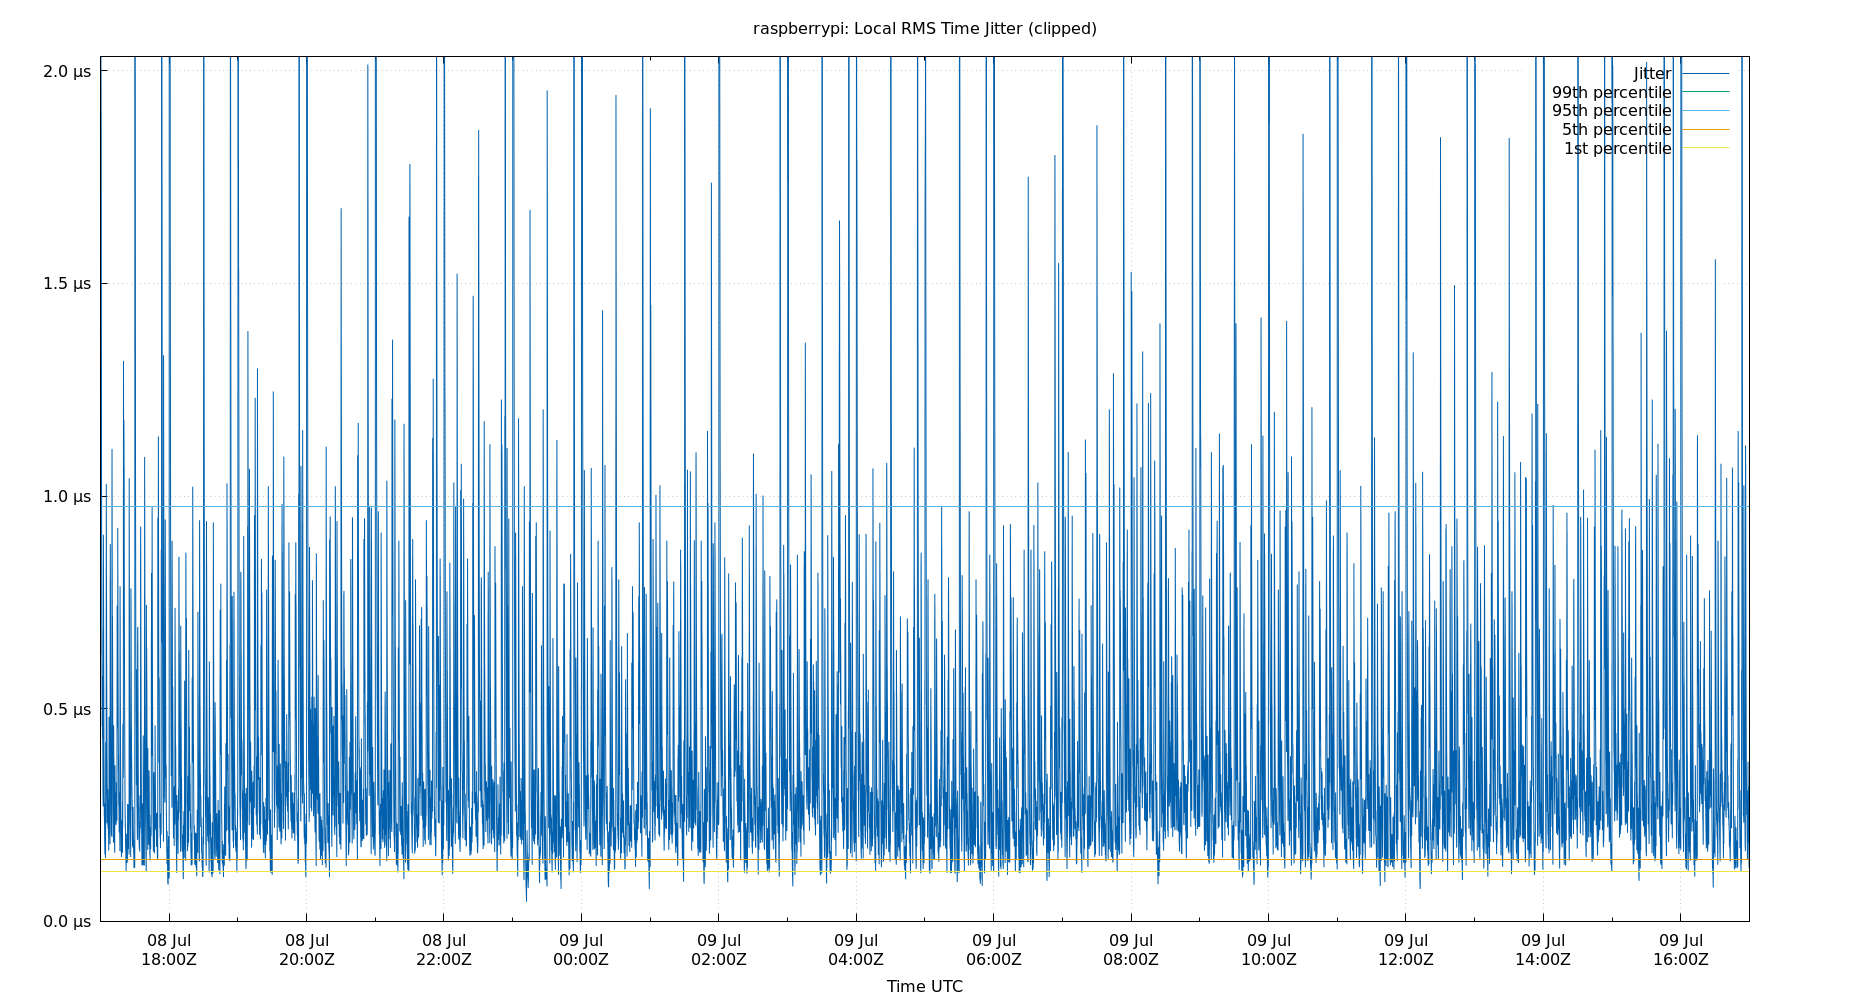 raspberrypi: Local RMS Time Jitter (clipped)
2.0 µs
1.5 µs
1.0 µs
0.5 µs
0.0 µs
Jitter
99th percentile
95th percentile
5th percentile
1st percentile
08 Jul 08 Jul 08 Jul 09 Jul 09 Jul 09 Jul 09 Jul 09 Jul 09 Jul 09 Jul 09 Jul 09 Jul
18:00Z 20:00Z 22:00Z 00:00Z 02:00Z 04:00Z 06:00Z 08:00Z 10:00Z 12:00Z 14:00Z 16:00Z
Time UTC